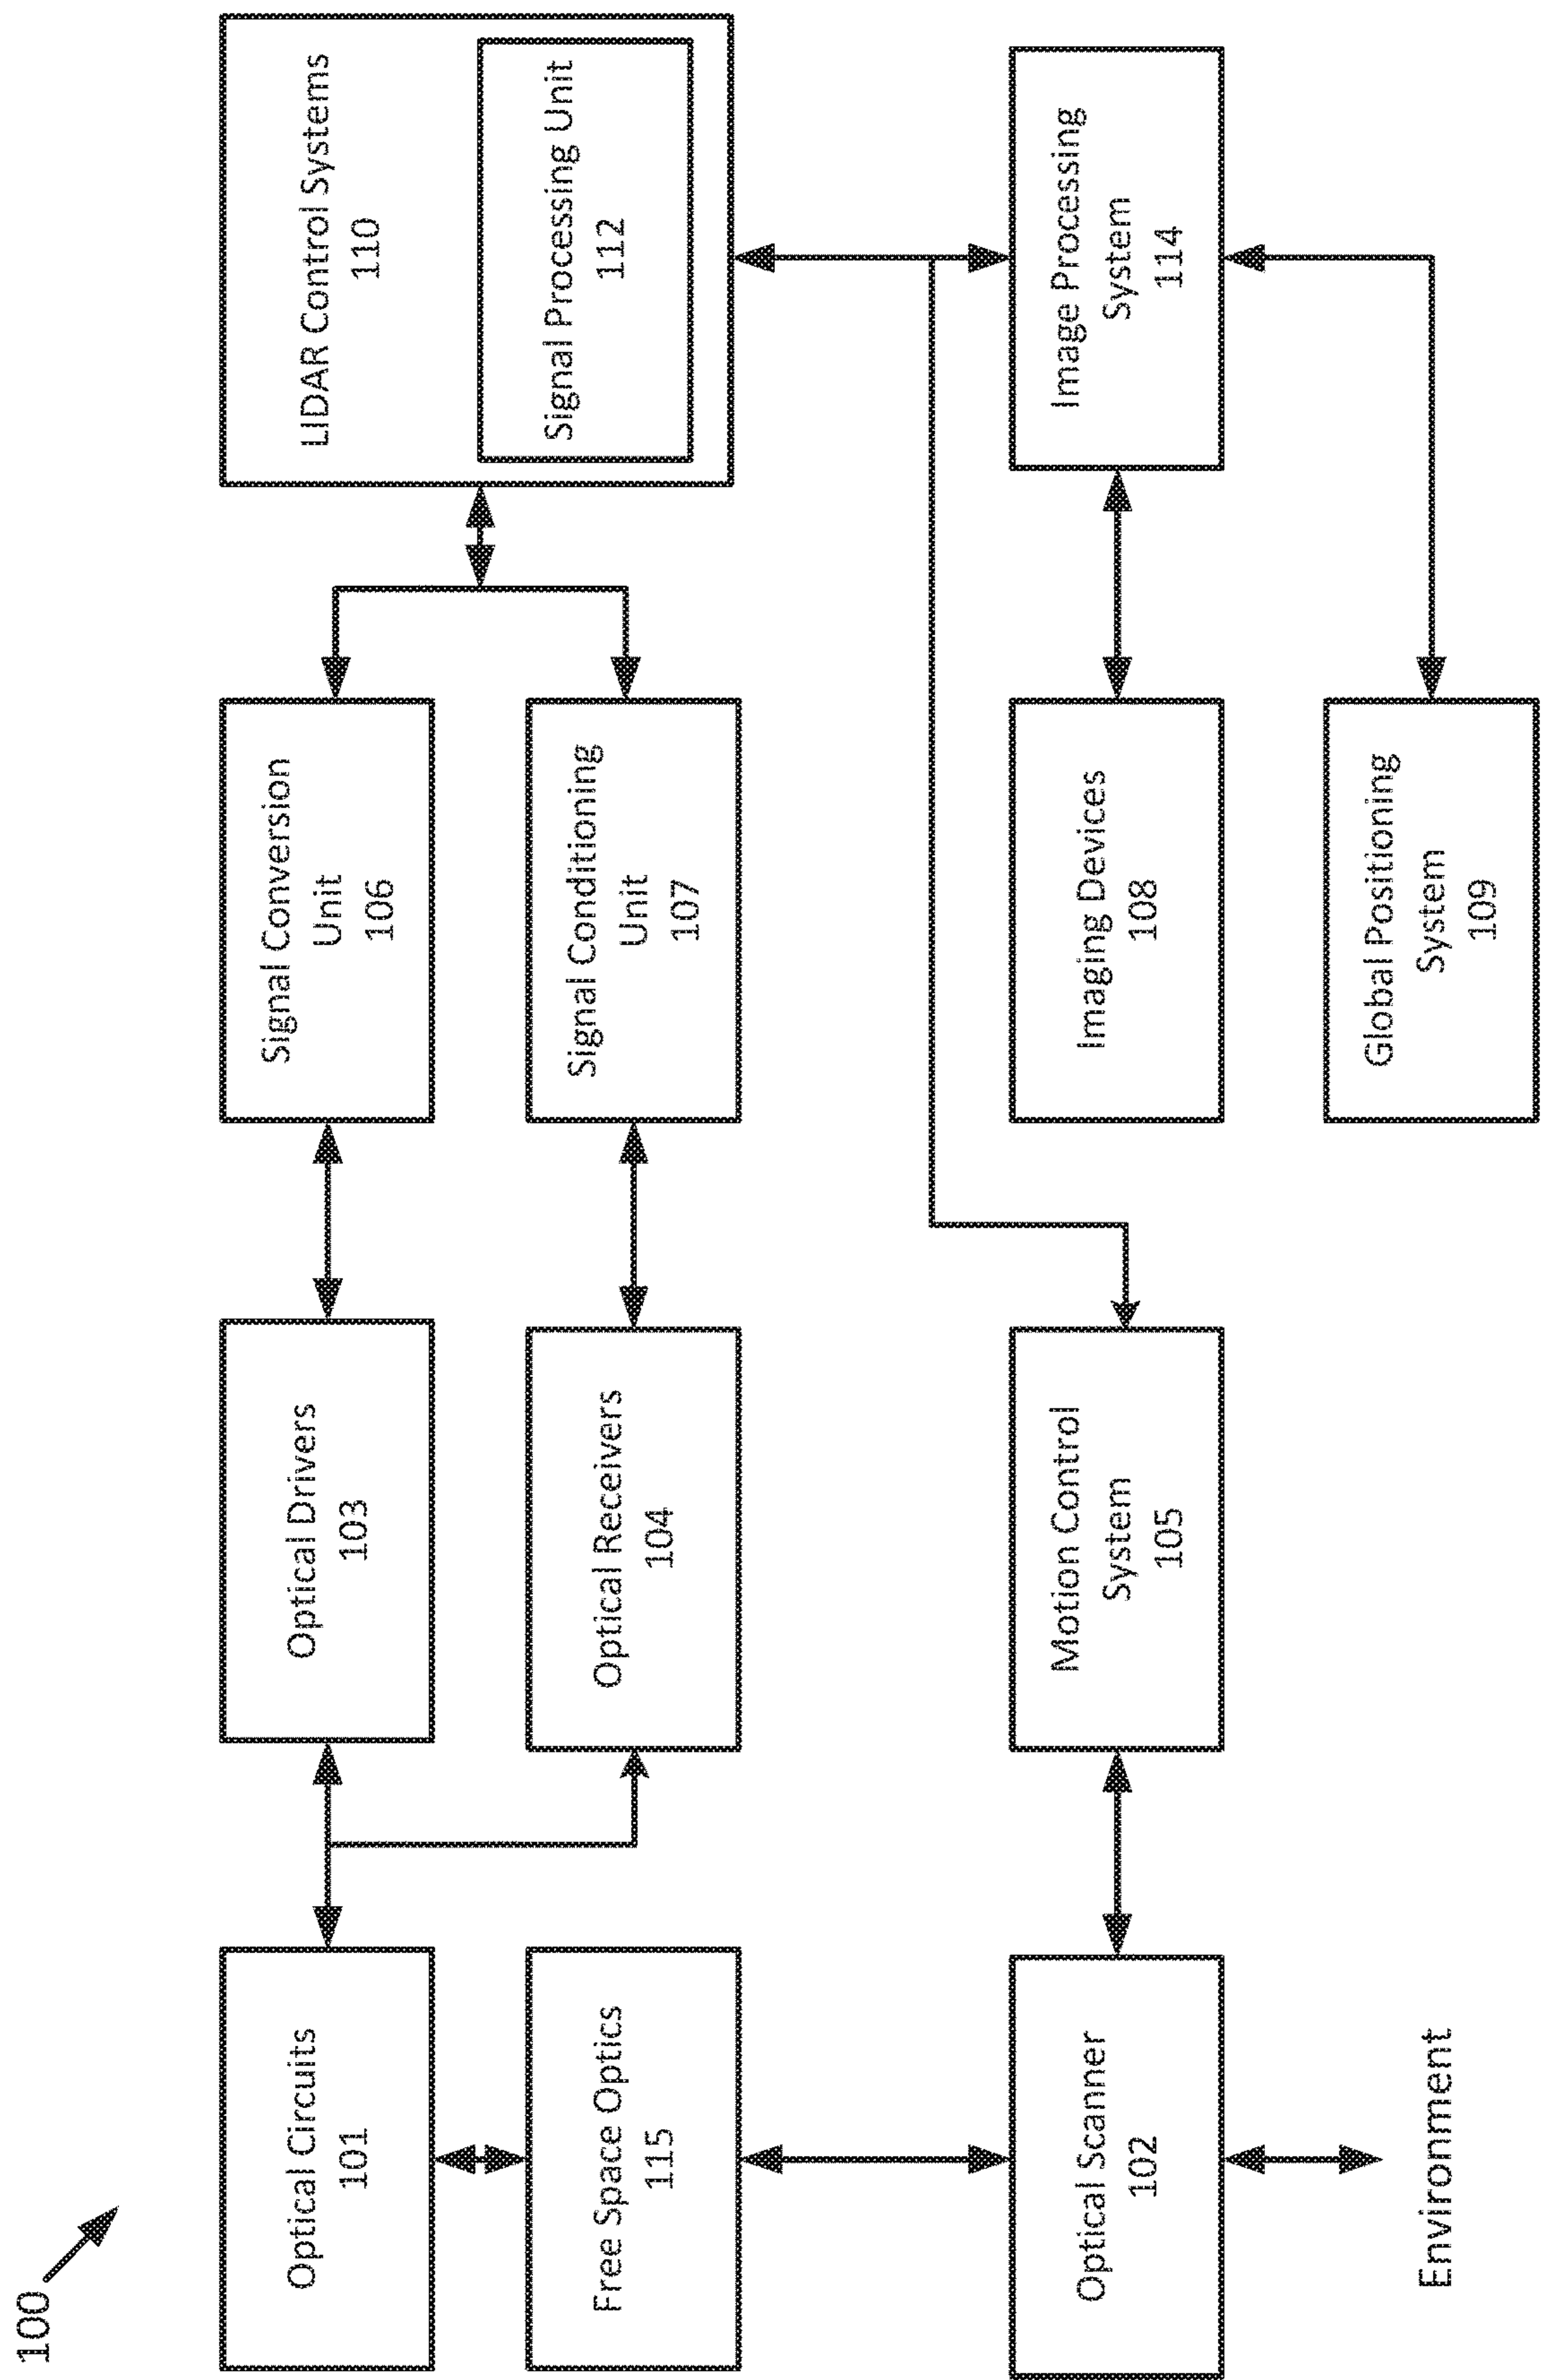 100
Optical Circuits
101
Optical Drivers
103
Signal Conversion
Unit
106
LIDAR Control Systems
110
Signal Processing Unit
112
Free Space Optics
115
Optical Receivers
104
Signal Conditioning
Unit
107
Optical Scanner
102
Motion Control
System
105
Imaging Devices
108
Image Processing
System
114
Environment
Global Positioning
System
109